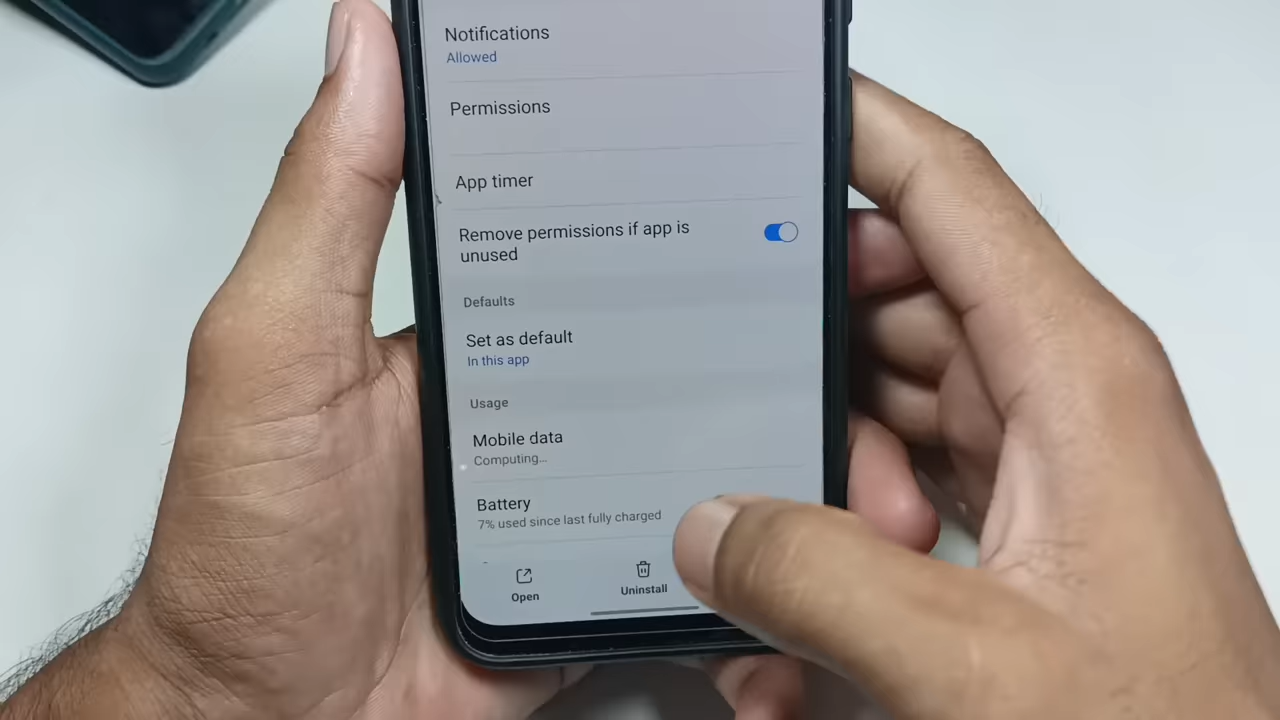 Notifications
Allowed
Permissions
App timer
Remove permissions if app is
unused
Defaults
Set as default
In this app
Usage
Mobile data
Computing...
Battery
7% used since last fully charged
Open
Uninstall